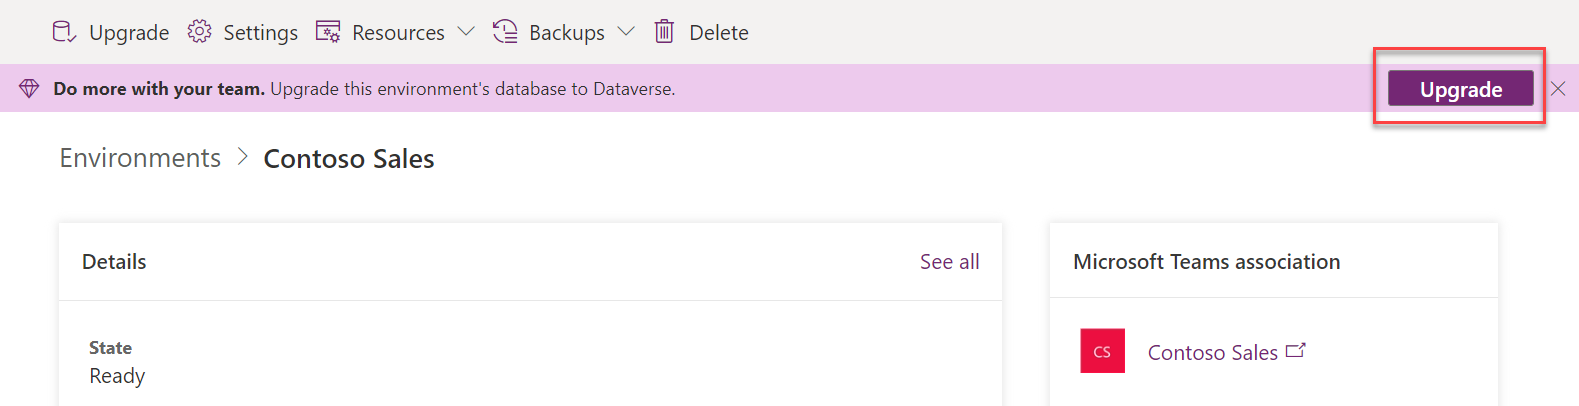 Upgrade Settings Resources Backups Delete
Do more with your team. Upgrade this environment's database to Dataverse. Upgrade
Environments > Contoso Sales
Details See all Microsoft Teams association
State
Ready
CS Contoso Sales